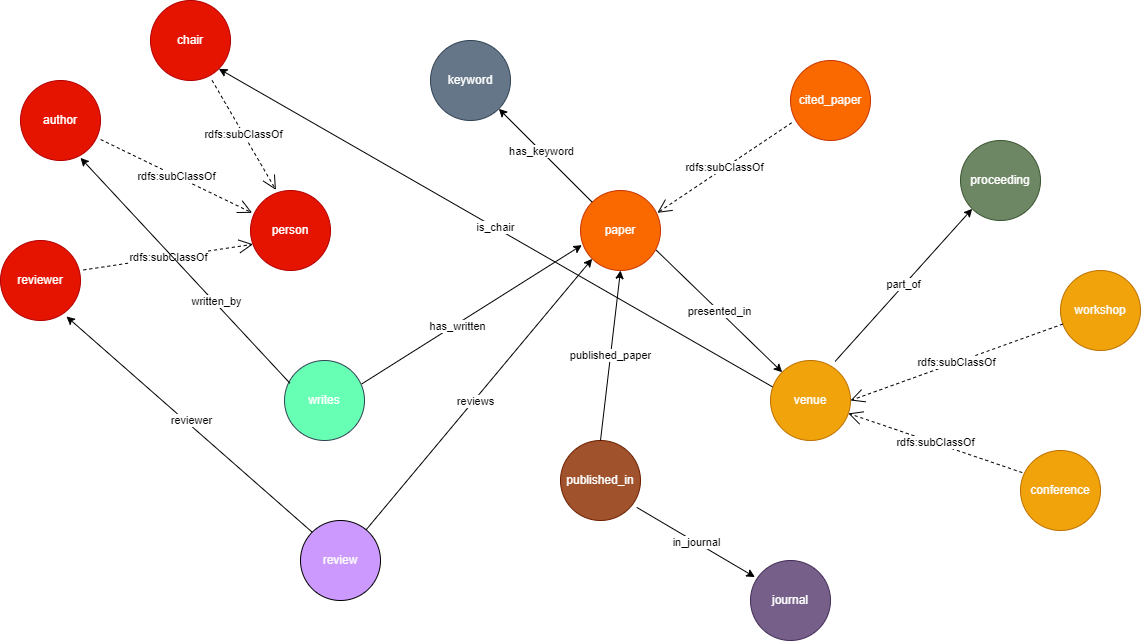 chair
keyword
cited_paper
author
rdfs:subClassOf
has_keyword
rdfs:subClassOf
rdfs:subClassOf
proceeding
person
is_chair
paper
rdfs:subClassOf
reviewer
part_of
written_by
presented_in
workshop
has_written
published_paper
rdfs:subClassOf
writes
reviews
venue
reviewer
rdfs:subClassOf
published_in
conference
in_journal
review
journal